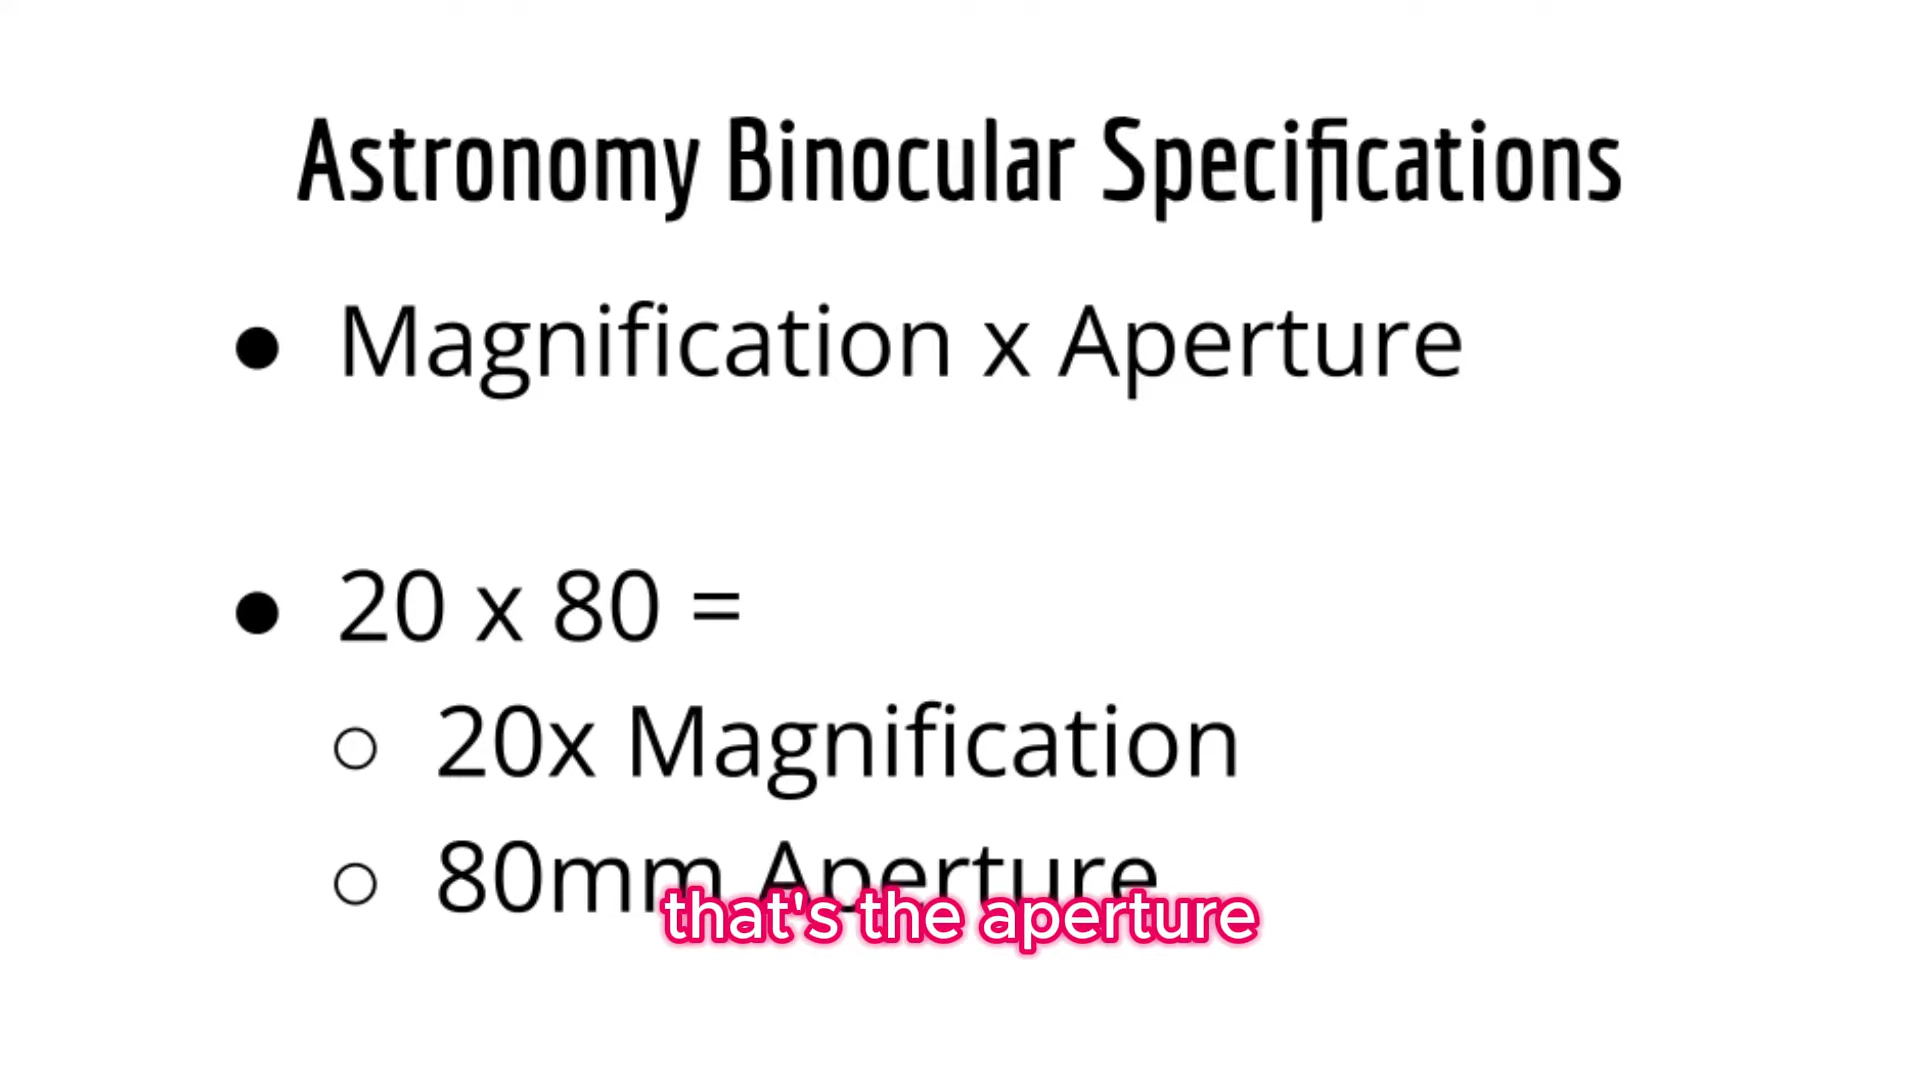 Astronomy Binocular Specifications
● Magnification x Aperture
● 20 x 80 =
○ 20x Magnification
○ 80mm Aperture
that's the aperture